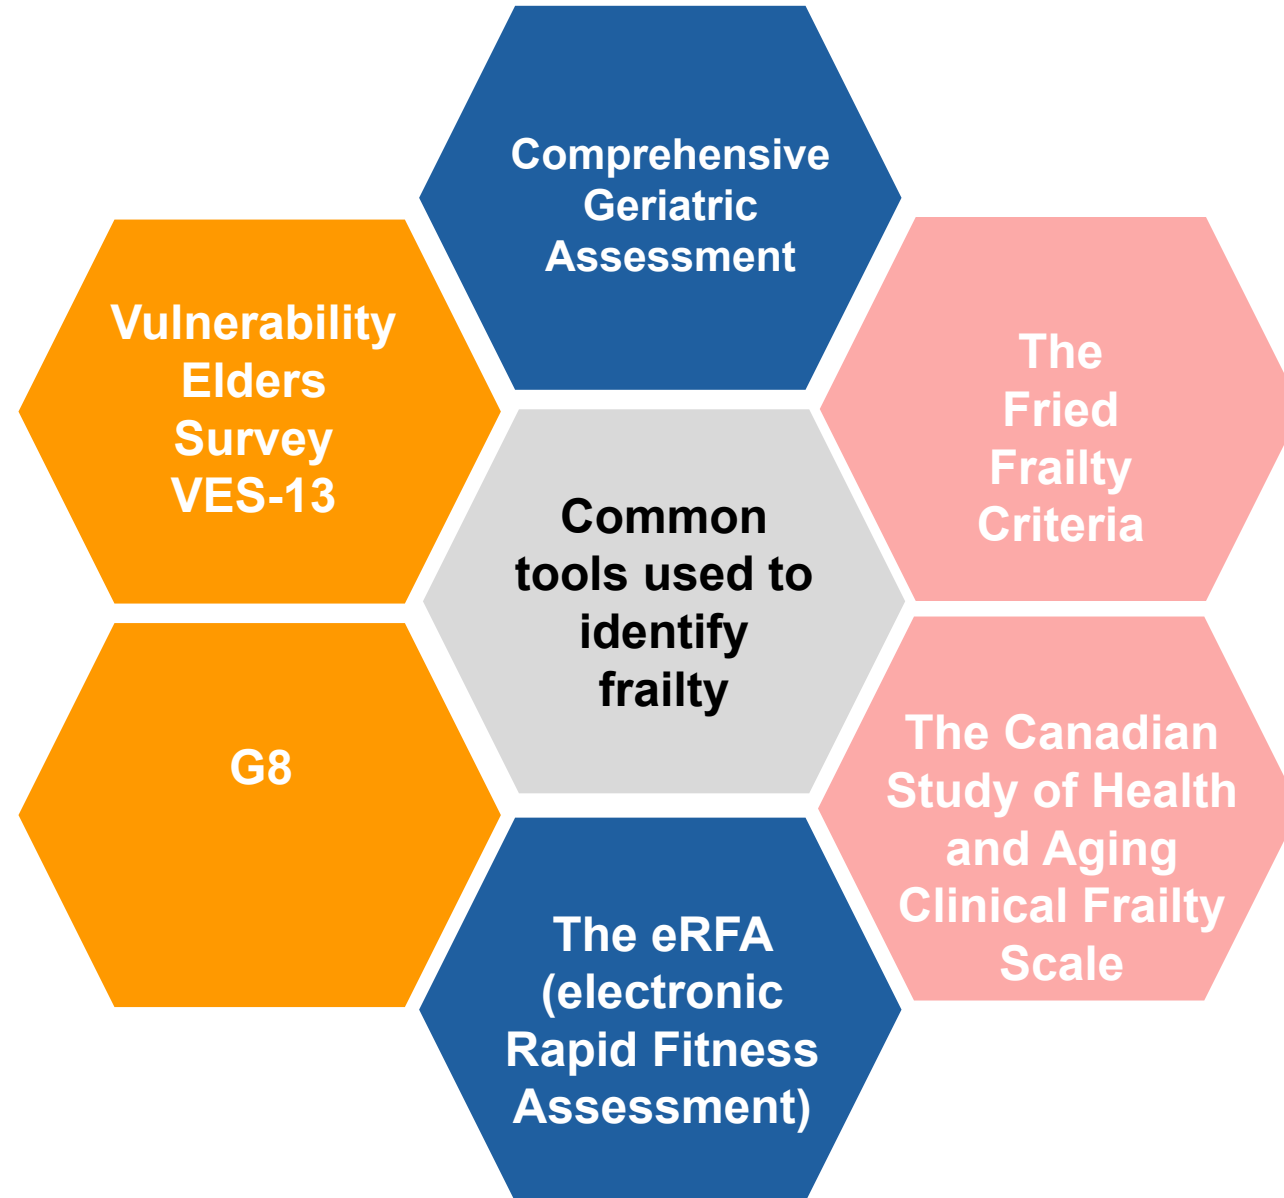 Comprehensive
Geriatric
Assessment
Vulnerability
Elders
Survey
VES-13
The
Fried
Frailty
Criteria
Common
tools used to
identify
frailty
G8
The Canadian
Study of Health
and Aging
Clinical Frailty
Scale
The eRFA
(electronic
Rapid Fitness
Assessment)